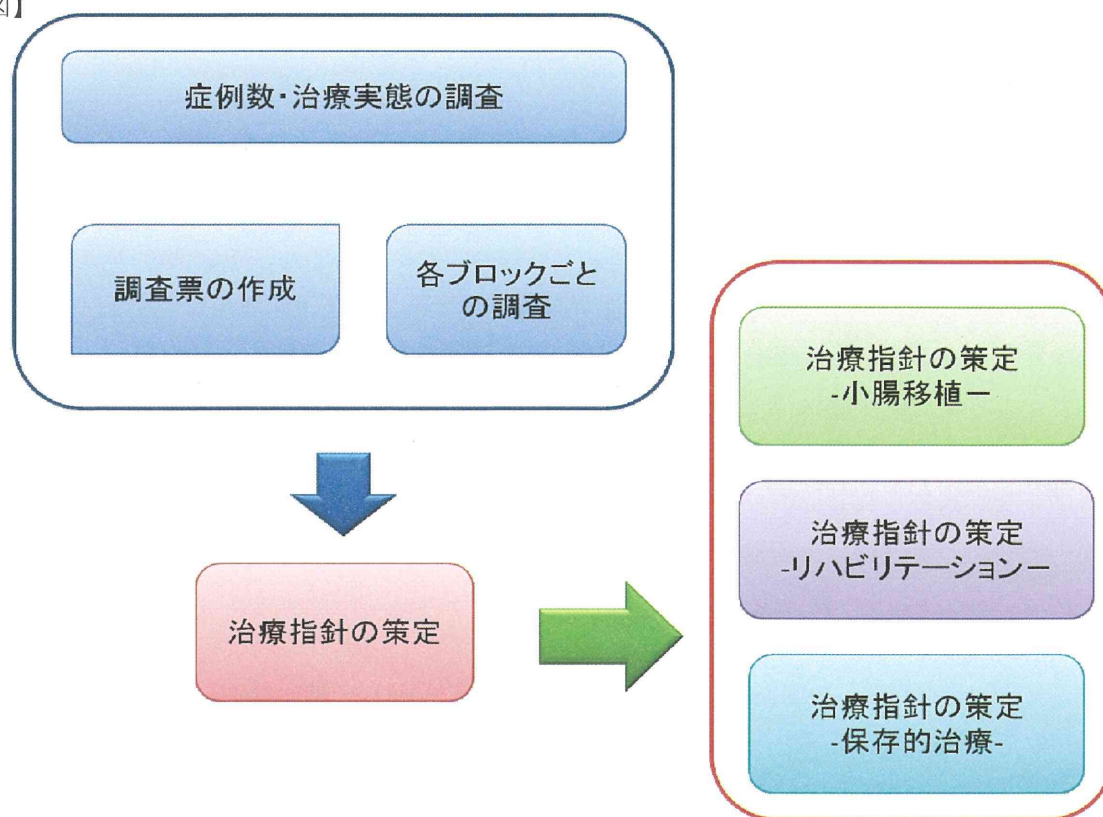 図】
症例数・治療実態の調査
調査票の作成
各ブロックごと
の調査
治療指針の策定
治療指針の策定
-小腸移植ー
治療指針の策定
-リハビリテーションー
治療指針の策定
-保存的治療-